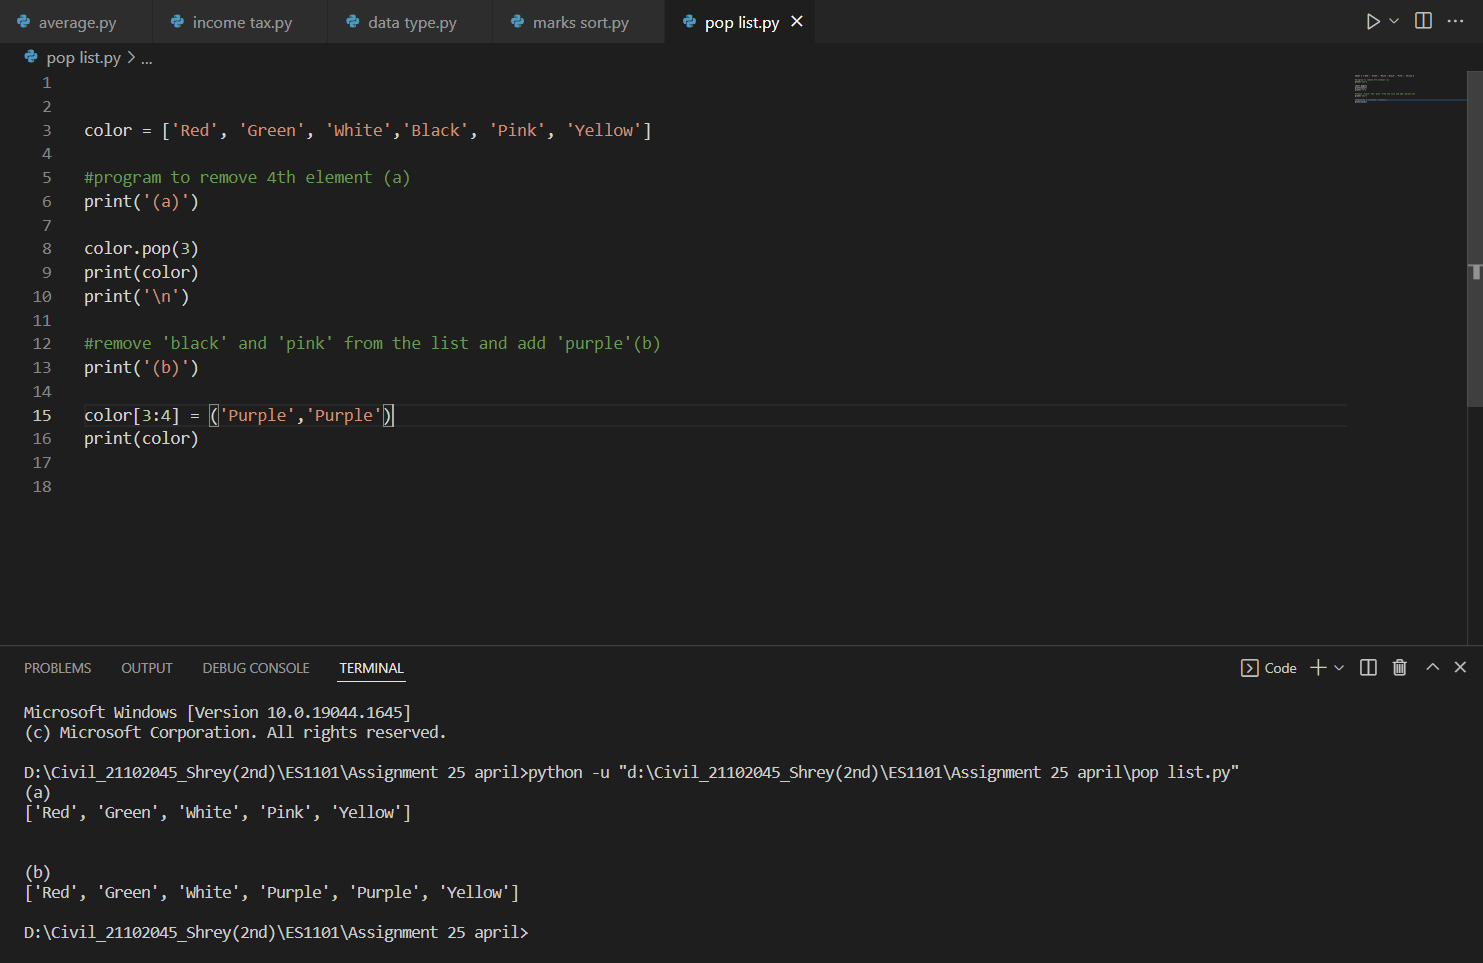 average.py income tax.py data type.py marks sort.py pop list.py
pop list.py > ...
1
2
3 color = ['Red', 'Green', 'White','Black', 'Pink', 'Yellow']
4
5 #program to remove 4th element (a)
6 print('(a)')
7
8 color.pop(3)
9 print(color)
10 print('\n')
11
12 #remove 'black' and 'pink' from the list and add 'purple'(b)
13 print('(b)')
14
15 color[3:4] = ('Purple','Purple')
16 print(color)
17
18
PROBLEMS OUTPUT DEBUG CONSOLE TERMINAL Code
Microsoft Windows [Version 10.0.19044.1645]
(c) Microsoft Corporation. All rights reserved.
D:\Civil_21102045_Shrey(2nd)\ES1101\Assignment 25 april>python -u "d:\Civil_21102045_Shrey(2nd)\ES1101\Assignment 25 april\pop list.py"
(a)
['Red', 'Green', 'White', 'Pink', 'Yellow']
(b)
['Red', 'Green', 'White', 'Purple', 'Purple', 'Yellow']
D:\Civil_21102045_Shrey(2nd)\ES1101\Assignment 25 april>